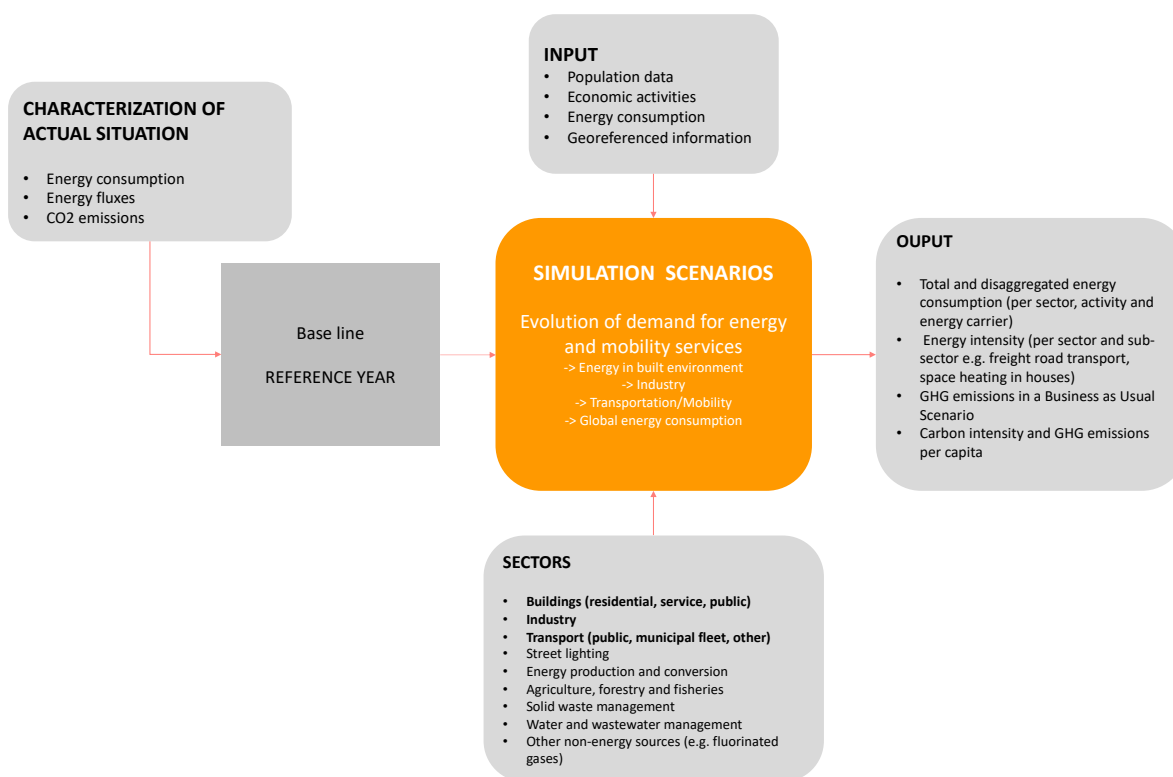 INPUT
• Population data
• Economic activities
• Energy consumption
• Georeferenced information
CHARACTERIZATION OF
ACTUAL SITUATION
• Energy consumption
• Energy fluxes
• CO2 emissions
Base line
REFERENCE YEAR
SIMULATION SCENARIOS
Evolution of demand for energy
and mobility services
-> Energy in built environment
-> Industry
-> Transportation/Mobility
-> Global energy consumption
OUPUT
• Total and disaggregated energy
consumption (per sector, activity and
energy carrier)
• Energy intensity (per sector and sub-
sector e.g. freight road transport,
space heating in houses)
• GHG emissions in a Business as Usual
Scenario
• Carbon intensity and GHG emissions
per capita
SECTORS
• Buildings (residential, service, public)
• Industry
• Transport (public, municipal fleet, other)
• Street lighting
• Energy production and conversion
• Agriculture, forestry and fisheries
• Solid waste management
• Water and wastewater management
• Other non-energy sources (e.g. fluorinated
gases)